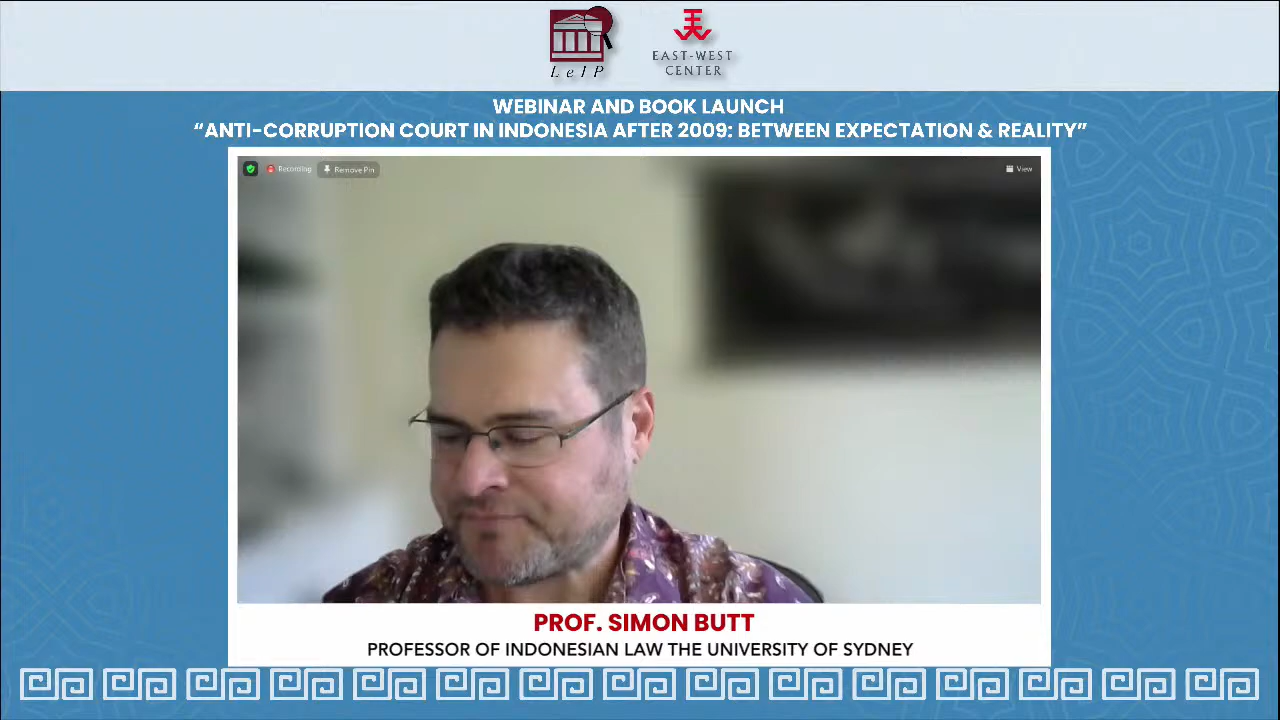 LeIP
EAST-WEST
CENTER
WEBINAR AND BOOK LAUNCH
“ANTI-CORRUPTION COURT IN INDONESIA AFTER 2009: BETWEEN EXPECTATION & REALITY”
Recording
Remove Pin
View
PROF. SIMON BUTT
PROFESSOR OF INDONESIAN LAW THE UNIVERSITY OF SYDNEY